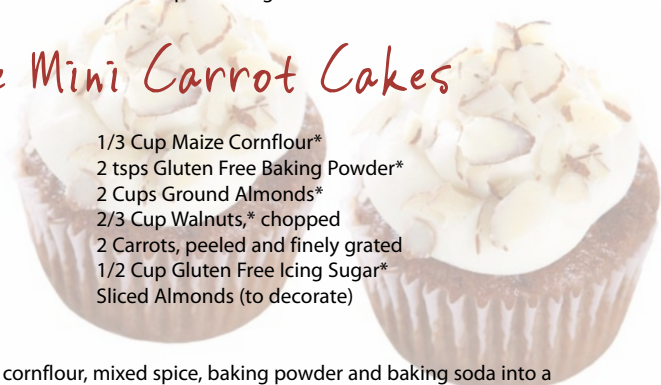 Mini Carrot Cakes
1/3 Cup Maize Cornflour*
2 tsps Gluten Free Baking Powder*
2 Cups Ground Almonds*
2/3 Cup Walnuts,* chopped
2 Carrots, peeled and finely grated
1/2 Cup Gluten Free Icing Sugar*
Sliced Almonds (to decorate)
cornflour, mixed spice, baking powder and baking soda into a